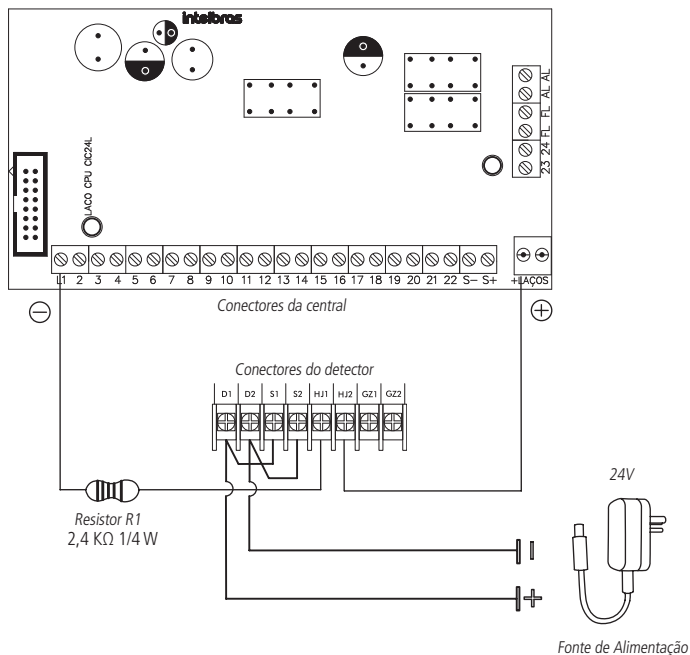 intelbras
AL
AL
FL
FL
24
23
LACO CPU CIC24L
L1 2 3 4 5 6 7 8 9 10 11 12 13 14 15 16 17 18 19 20 21 22 S- S+ +LAÇOS
Conectores da central
Conectores do detector
D1 D2 S1 S2 HJ1 HJ2 GZ1 GZ2
24V
Resistor R1
2,4 KΩ 1/4 W
Fonte de Alimentação